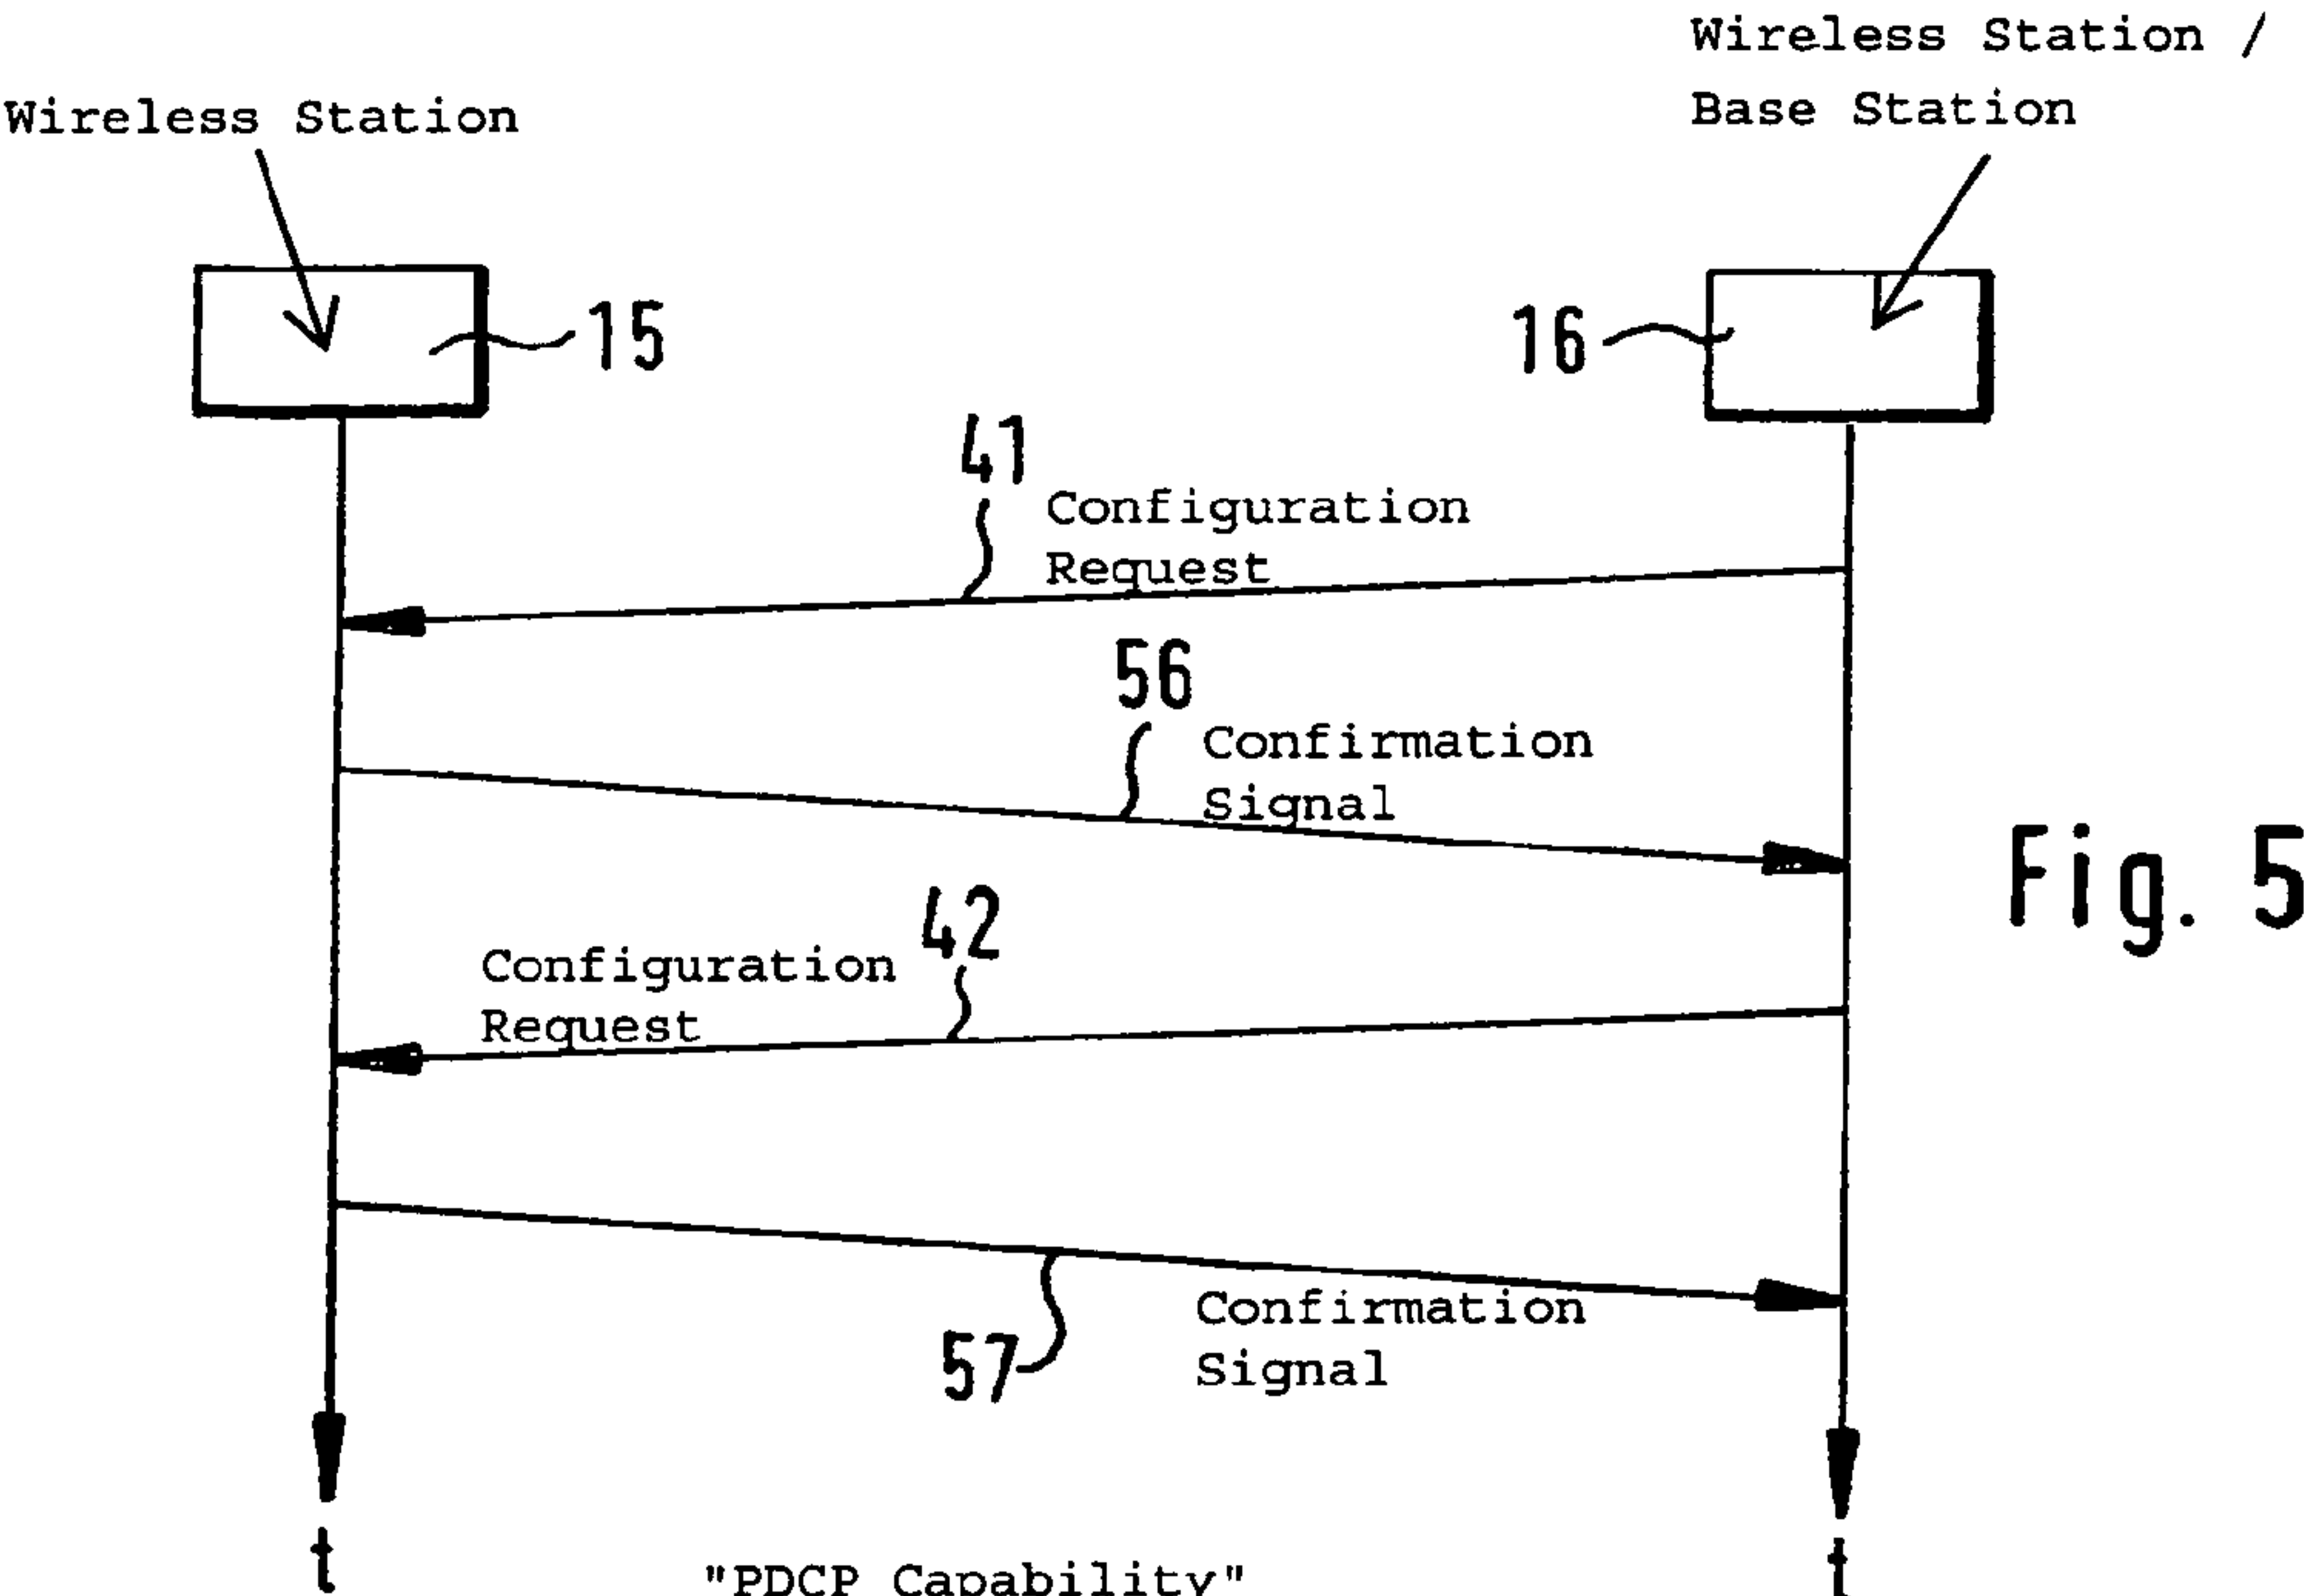 Wireless Station /
Base Station
Wireless Station
15
16
41
Configuration
Request
56
Confirmation
Signal
Fig. 5
42
Configuration
Request
57
Confirmation
Signal
t
t
"PDCP Capability"